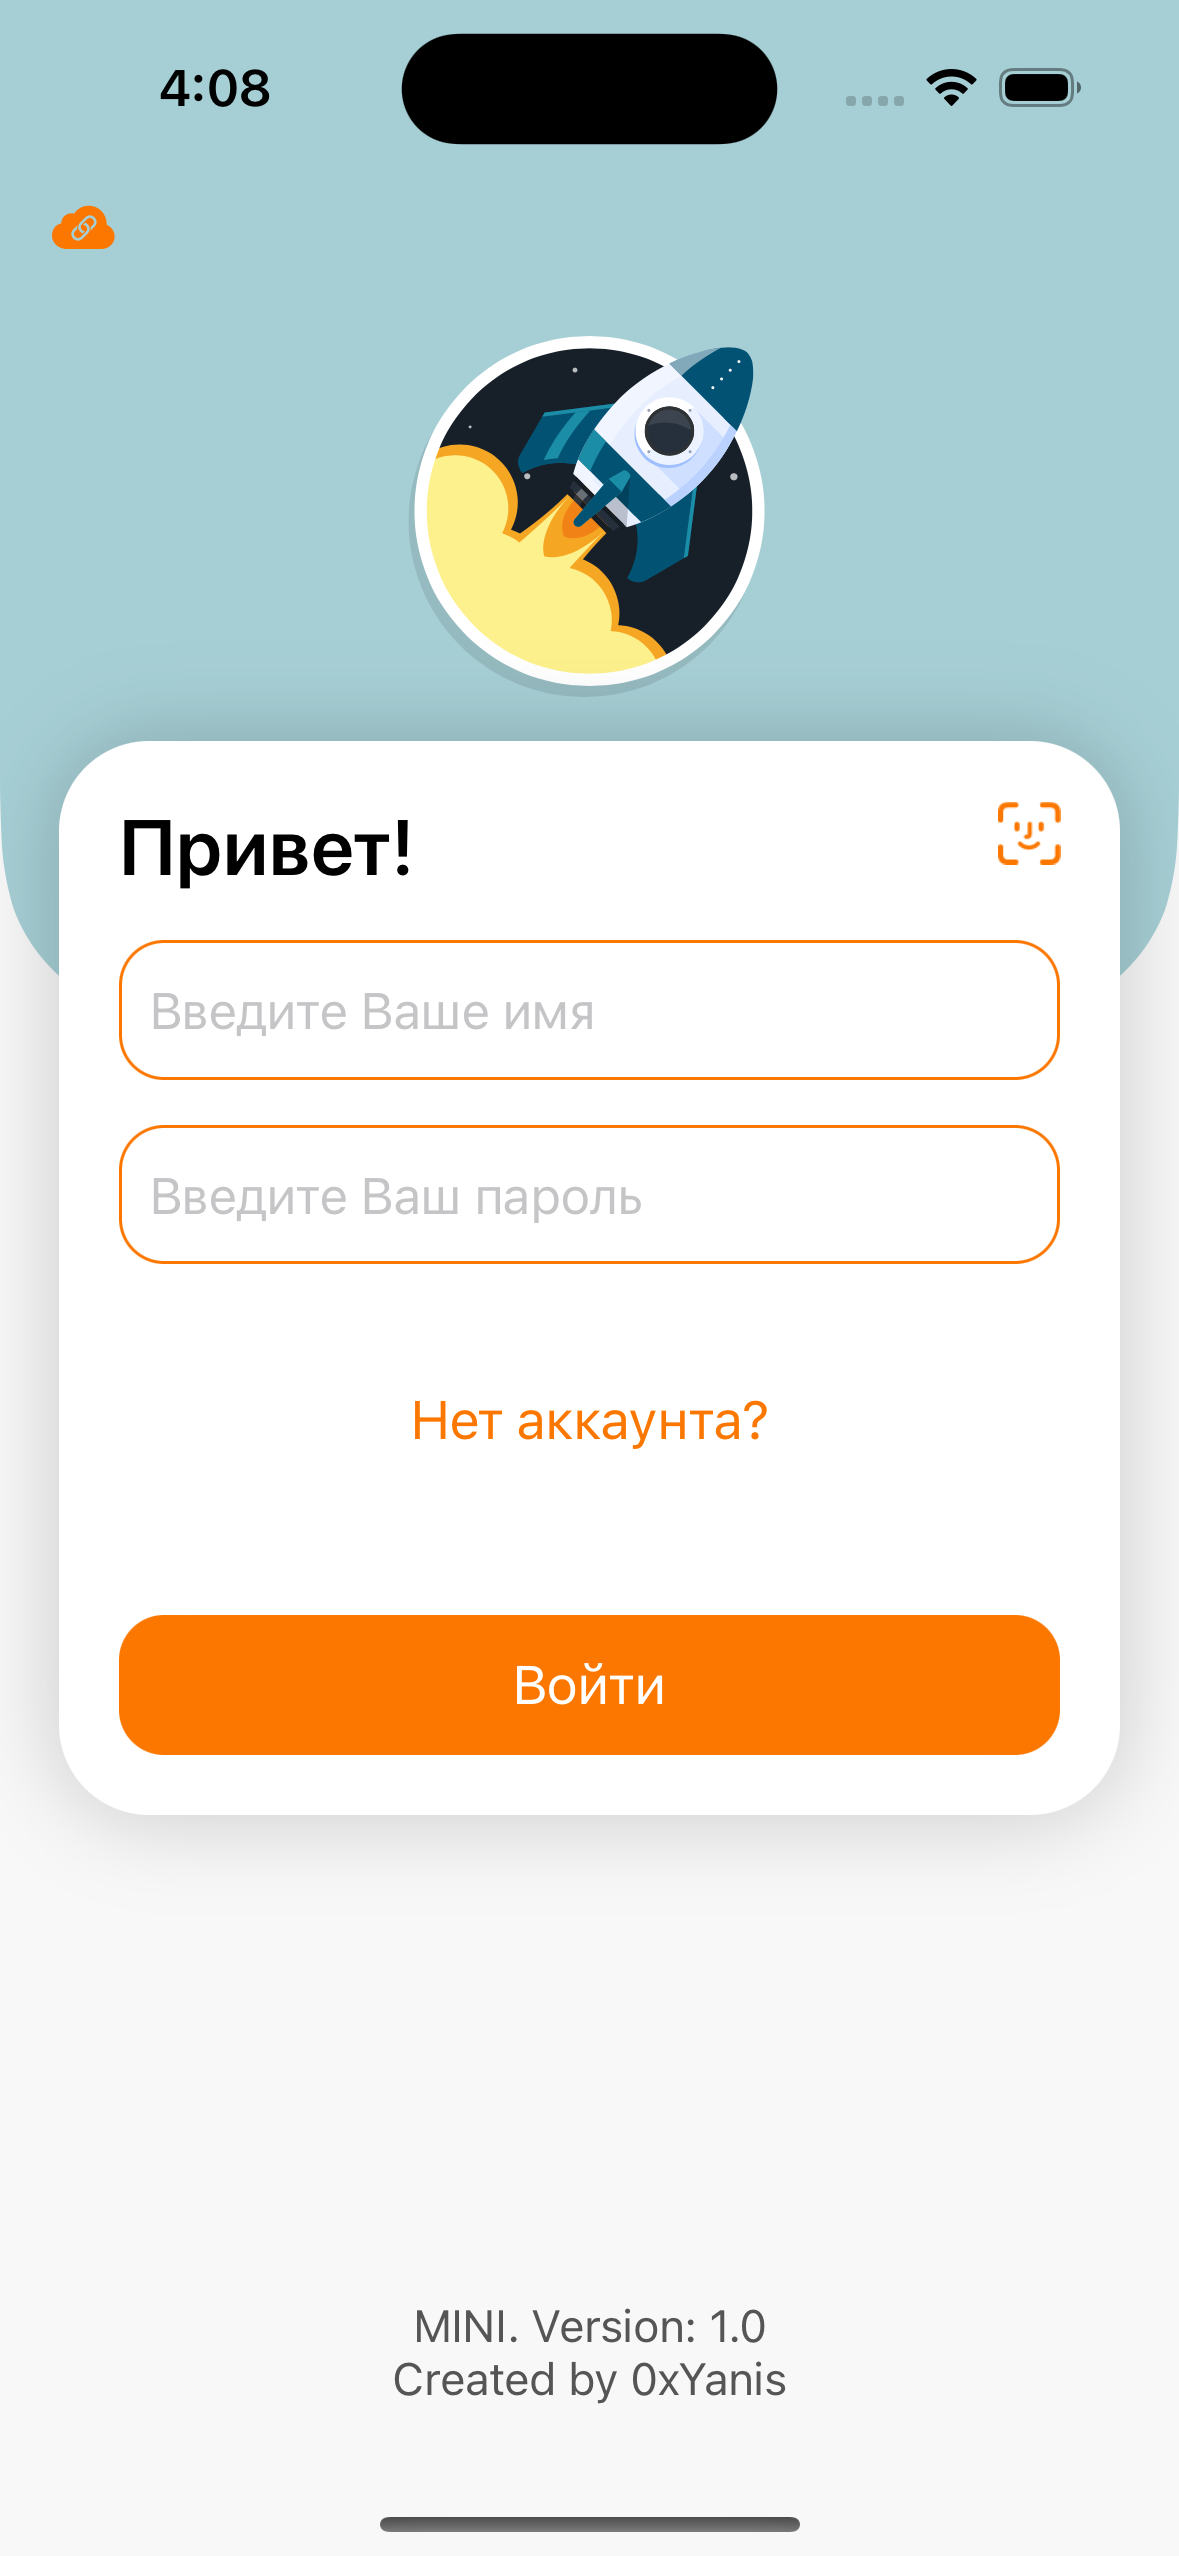 4:08
Привет!
Введите Ваше имя
Введите Ваш пароль
Нет аккаунта?
Войти
MINI. Version: 1.0
Created by 0xYanis